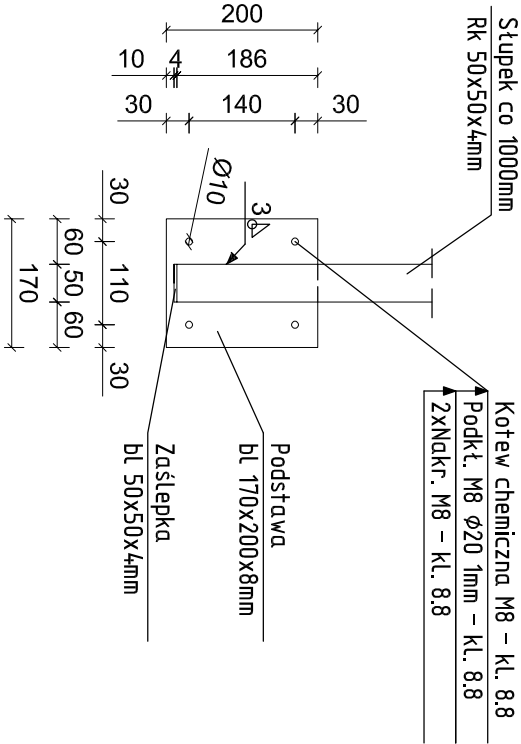 Słupek co 1000mm
Rk 50x50x4mm
Kotew chemiczna M8 - kl. 8.8
Podkł. M8 ϕ20 1mm - kl. 8.8
2xNakr. M8 - kl. 8.8
Podstawa
bl 170x200x8mm
Zaślepka
bl 50x50x4mm
200
10 4 186
30 140 30
Ø10
3
30 110 30
60 50 60
170